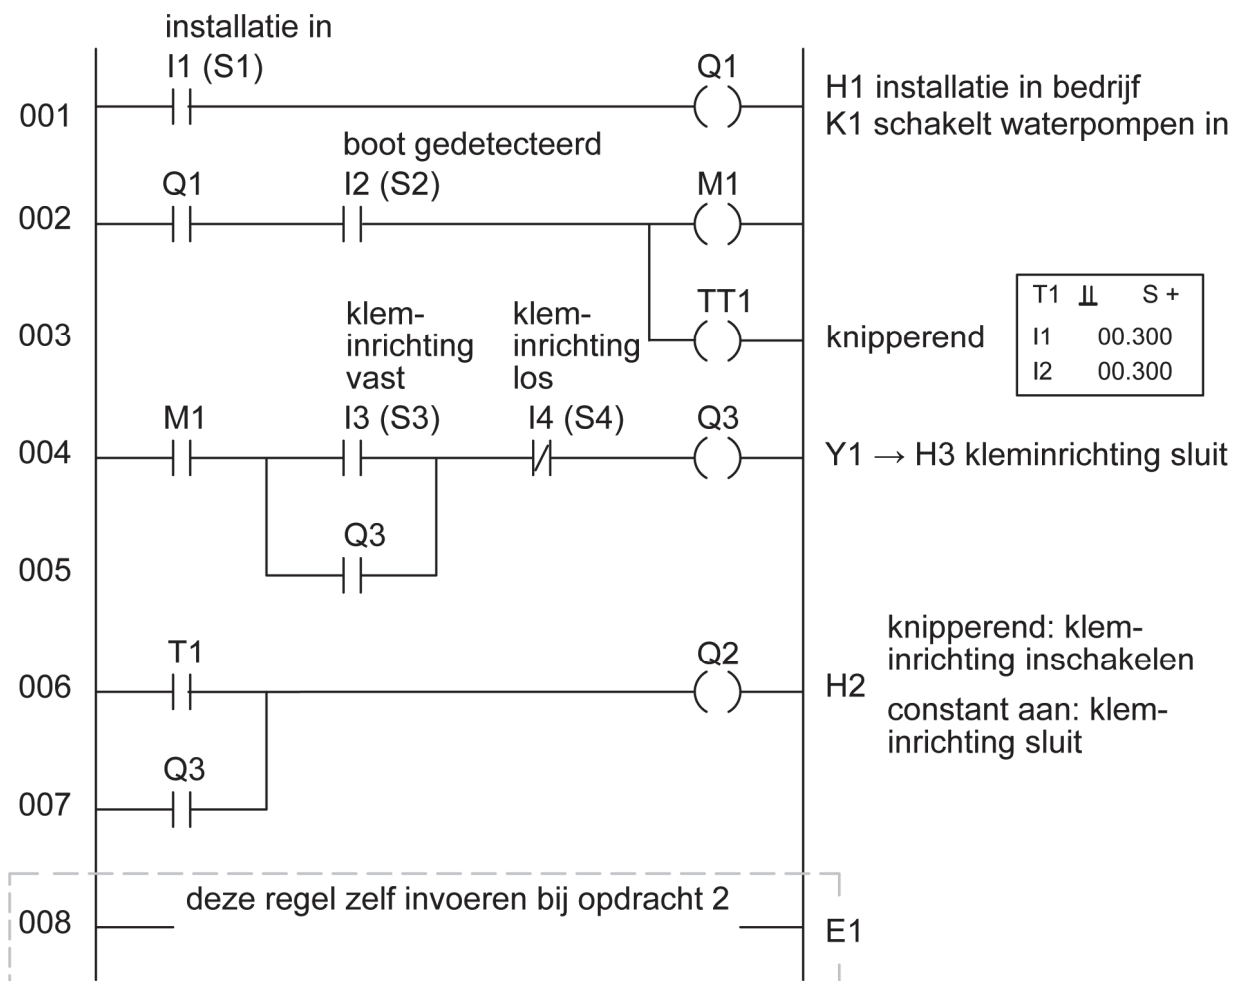 installatie in
I1 (S1)
Q1
001
H1 installatie in bedrijf
K1 schakelt waterpompen in
boot gedetecteerd
Q1
I2 (S2)
M1
002
TT1
003
knipperend
T1 S +
I1 00.300
I2 00.300
klem-
inrichting
vast
klem-
inrichting
los
M1
I3 (S3)
I4 (S4)
Q3
004
Y1 → H3 kleminrichting sluit
Q3
005
T1
Q2
006
H2
knipperend: klem-
inrichting inschakelen
constant aan: klem-
inrichting sluit
Q3
007
deze regel zelf invoeren bij opdracht 2
008
E1